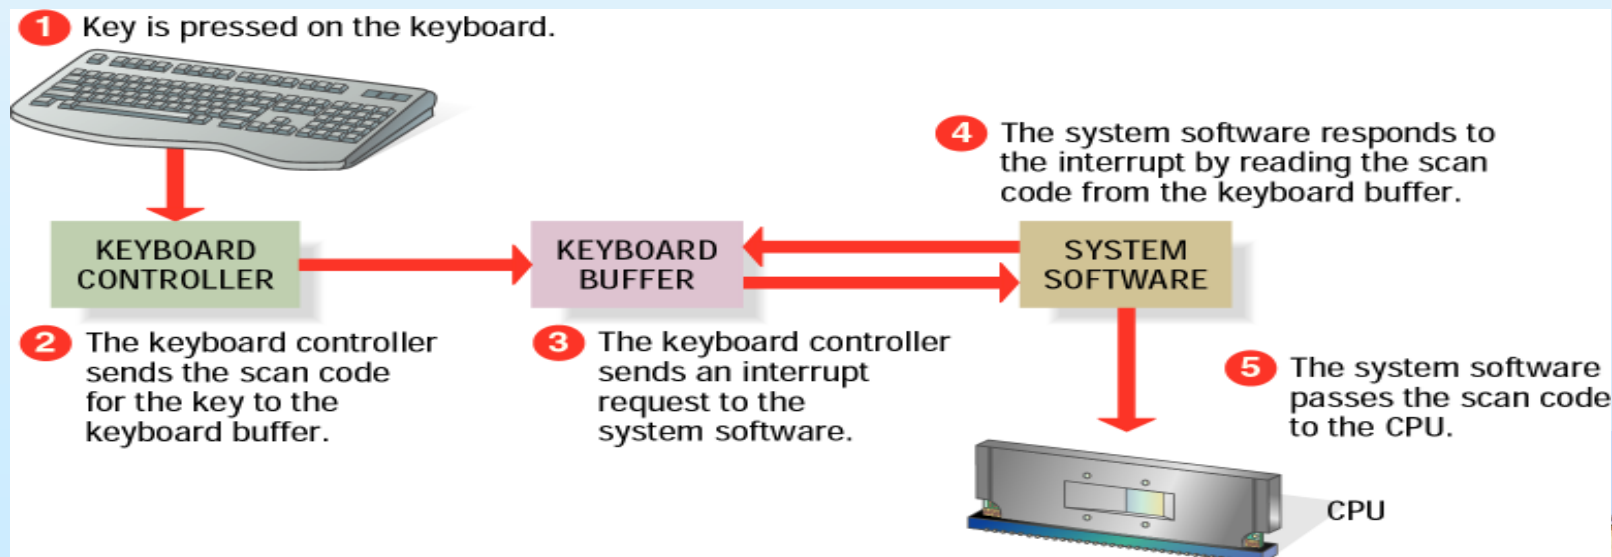 1 Key is pressed on the keyboard.
4 The system software responds to
the interrupt by reading the scan
code from the keyboard buffer.
KEYBOARD
CONTROLLER
KEYBOARD
BUFFER
SYSTEM
SOFTWARE
2 The keyboard controller
sends the scan code
for the key to the
keyboard buffer.
3 The keyboard controller
sends an interrupt
request to the
system software.
5 The system software
passes the scan code
to the CPU.
CPU